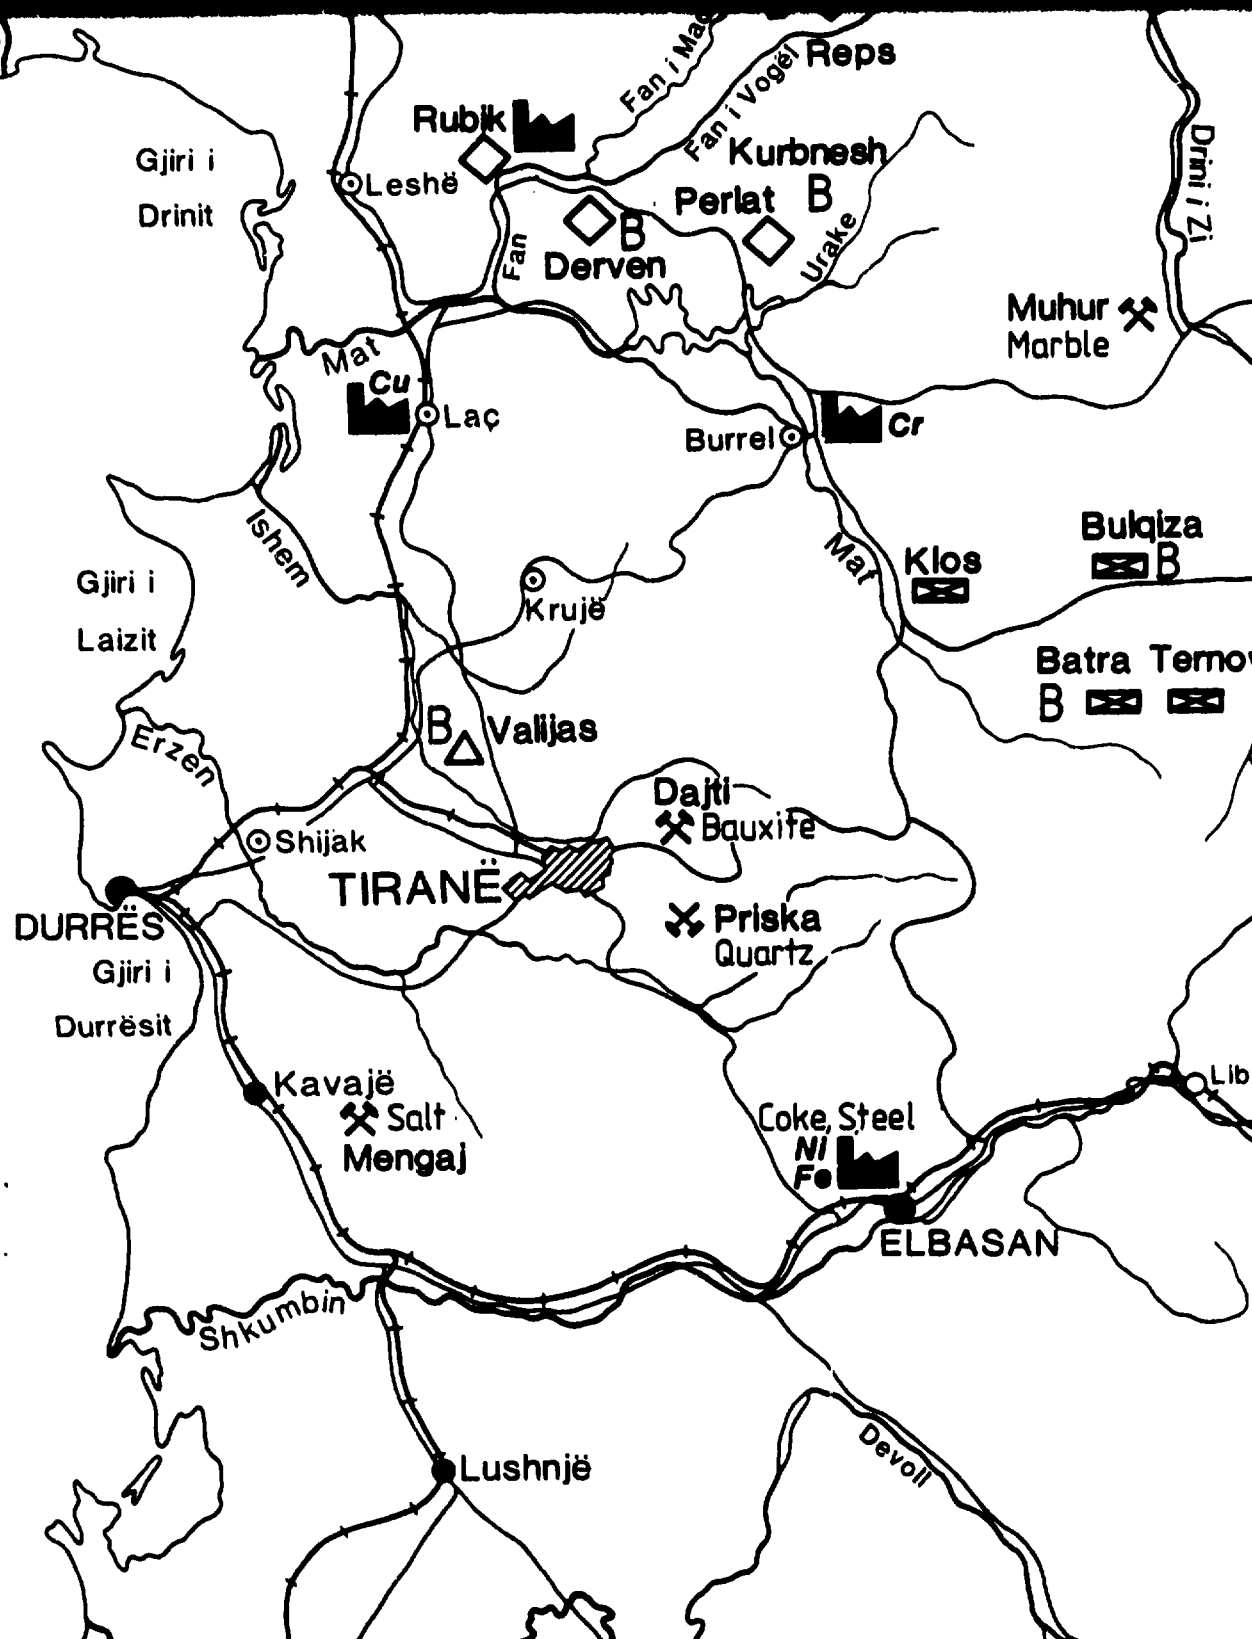 Reps
Fan i Vogël
Rubik
Gjiri i
Drinit
Leshë
Kurbnesh
B
Perlat
Urake
Drini i Zi
Fan
B
Derven
Muhur
Marble
Mat
Cu
Laç
Burrel
Cr
Ishem
Mat
Bulqiza
B
Klos
Gjiri i
Laizit
Krujë
Batra
B
B
Valijas
Erzen
Dajti
Bauxite
Shijak
TIRANË
DURRËS
Priska
Quartz
Gjiri i
Durrësit
Kavajë
Salt
Mengaj
Lib
Coke, Steel
Ni
Fe
ELBASAN
Shkumbin
Lushnjë
Devoll